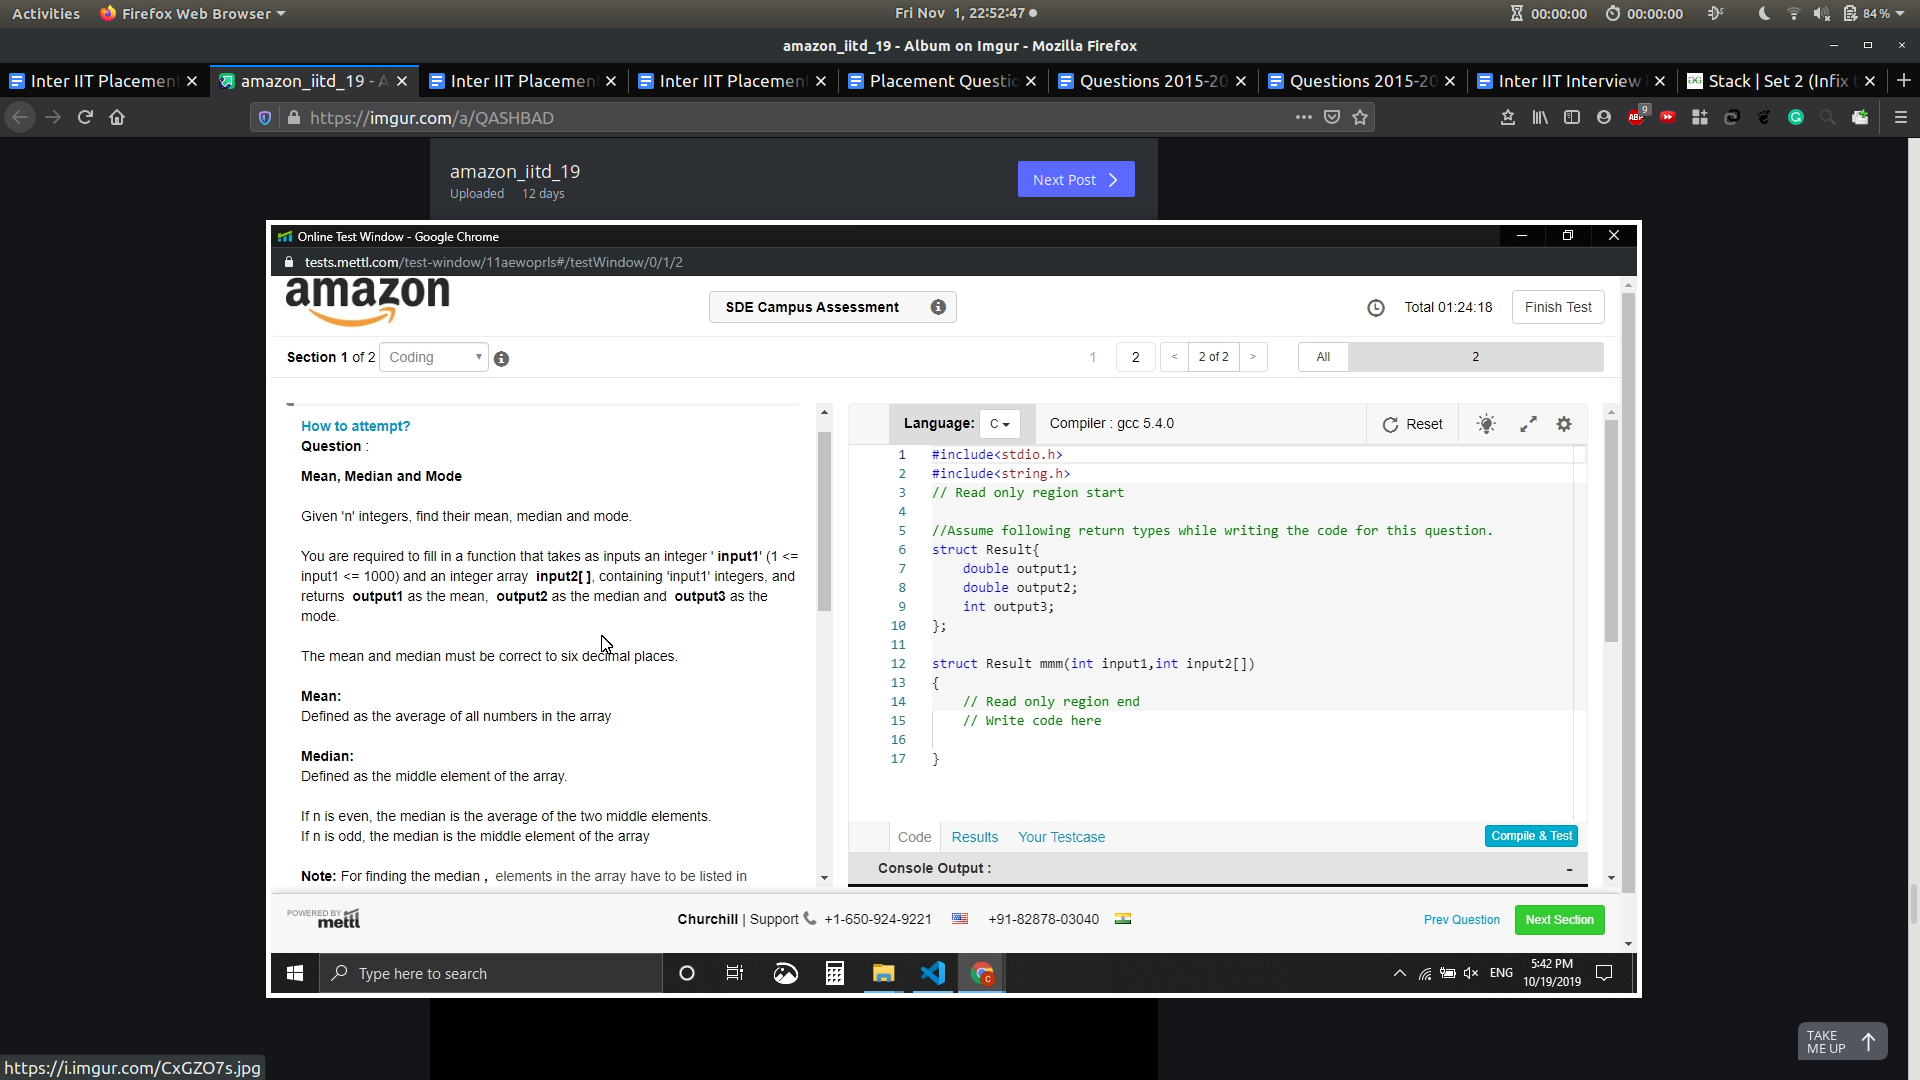 Activities Firefox Web Browser Fri Nov 1, 22:52:47 00:00:00 00:00:00 84 %
amazon_iitd_19 - Album on Imgur - Mozilla Firefox
Inter IIT Placemen amazon_iitd_19 - A Inter IIT Placemen Inter IIT Placemen Placement Questi Questions 2015-20 Questions 2015-20 Inter IIT Interview Stack | Set 2 (Infix
https://imgur.com/a/QASHBAD ABP 9
amazon_iitd_19
Uploaded 12 days
Next Post
Online Test Window - Google Chrome
tests.mettl.com/test-window/11aewoprls#/testWindow/0/1/2
amazon
SDE Campus Assessment
Total 01:24:18 Finish Test
Section 1 of 2 Coding 1 2 < 2 of 2 > All 2
How to attempt?
Question :
Mean, Median and Mode
Given 'n' integers, find their mean, median and mode.
You are required to fill in a function that takes as inputs an integer ' input1' (1 <=
input1 <= 1000) and an integer array input2[ ], containing 'input1' integers, and
returns output1 as the mean, output2 as the median and output3 as the
mode.
The mean and median must be correct to six decimal places.
Mean:
Defined as the average of all numbers in the array
Median:
Defined as the middle element of the array.
If n is even, the median is the average of the two middle elements.
If n is odd, the median is the middle element of the array
Note: For finding the median , elements in the array have to be listed in
Language: C Compiler : gcc 5.4.0 Reset
1 #include<stdio.h>
2 #include<string.h>
3 // Read only region start
4
5 //Assume following return types while writing the code for this question.
6 struct Result{
7 double output1;
8 double output2;
9 int output3;
10 };
11
12 struct Result mmm(int input1,int input2[])
13 {
14 // Read only region end
15 // Write code here
16
17 }
Code Results Your Testcase Compile & Test
Console Output : -
POWERED BY
mettl
Churchill | Support +1-650-924-9221 +91-82878-03040
Prev Question Next Section
Type here to search
ENG 5:42 PM
10/19/2019
TAKE
ME UP
https://i.imgur.com/CxGZO7s.jpg